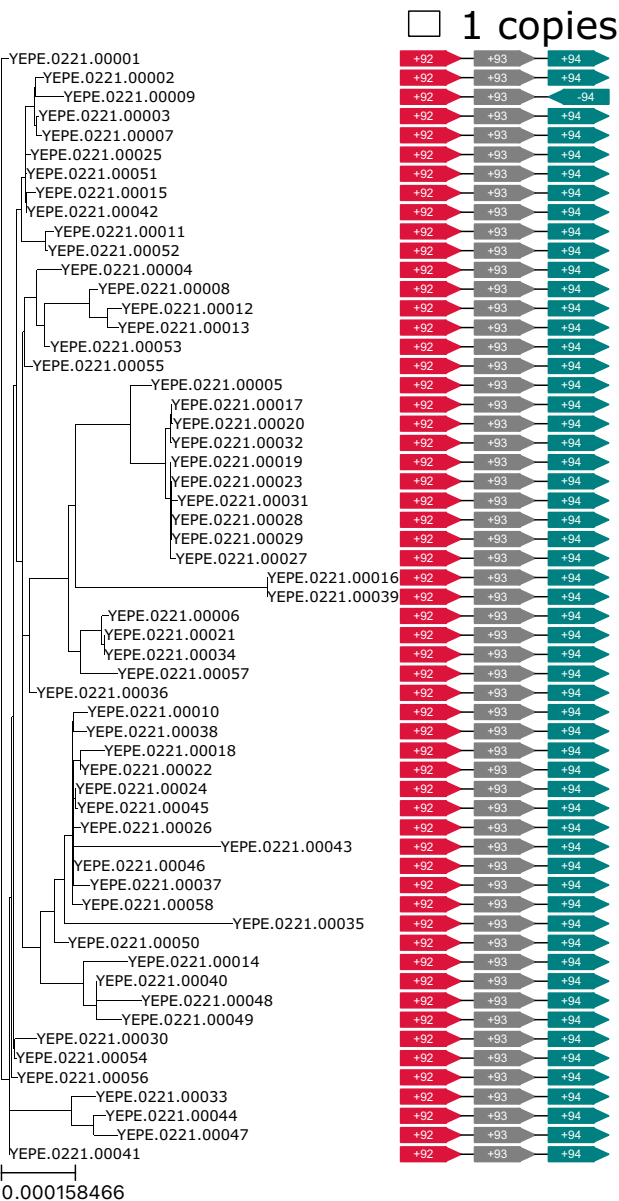 1 copies
YEPE.0221.00001 +92 +93 +94
YEPE.0221.00002 +92 +93 +94
YEPE.0221.00009 +92 +93 -94
YEPE.0221.00003 +92 +93 +94
YEPE.0221.00007 +92 +93 +94
YEPE.0221.00025 +92 +93 +94
YEPE.0221.00051 +92 +93 +94
YEPE.0221.00015 +92 +93 +94
YEPE.0221.00042 +92 +93 +94
YEPE.0221.00011 +92 +93 +94
YEPE.0221.00052 +92 +93 +94
YEPE.0221.00004 +92 +93 +94
YEPE.0221.00008 +92 +93 +94
YEPE.0221.00012 +92 +93 +94
YEPE.0221.00013 +92 +93 +94
YEPE.0221.00053 +92 +93 +94
YEPE.0221.00055 +92 +93 +94
YEPE.0221.00005 +92 +93 +94
YEPE.0221.00017 +92 +93 +94
YEPE.0221.00020 +92 +93 +94
YEPE.0221.00032 +92 +93 +94
YEPE.0221.00019 +92 +93 +94
YEPE.0221.00023 +92 +93 +94
YEPE.0221.00031 +92 +93 +94
YEPE.0221.00028 +92 +93 +94
YEPE.0221.00029 +92 +93 +94
YEPE.0221.00027 +92 +93 +94
YEPE.0221.00016 +92 +93 +94
YEPE.0221.00039 +92 +93 +94
YEPE.0221.00006 +92 +93 +94
YEPE.0221.00021 +92 +93 +94
YEPE.0221.00034 +92 +93 +94
YEPE.0221.00057 +92 +93 +94
YEPE.0221.00036 +92 +93 +94
YEPE.0221.00010 +92 +93 +94
YEPE.0221.00038 +92 +93 +94
YEPE.0221.00018 +92 +93 +94
YEPE.0221.00022 +92 +93 +94
YEPE.0221.00024 +92 +93 +94
YEPE.0221.00045 +92 +93 +94
YEPE.0221.00026 +92 +93 +94
YEPE.0221.00043 +92 +93 +94
YEPE.0221.00046 +92 +93 +94
YEPE.0221.00037 +92 +93 +94
YEPE.0221.00058 +92 +93 +94
YEPE.0221.00035 +92 +93 +94
YEPE.0221.00050 +92 +93 +94
YEPE.0221.00014 +92 +93 +94
YEPE.0221.00040 +92 +93 +94
YEPE.0221.00048 +92 +93 +94
YEPE.0221.00049 +92 +93 +94
YEPE.0221.00030 +92 +93 +94
YEPE.0221.00054 +92 +93 +94
YEPE.0221.00056 +92 +93 +94
YEPE.0221.00033 +92 +93 +94
YEPE.0221.00044 +92 +93 +94
YEPE.0221.00047 +92 +93 +94
YEPE.0221.00041 +92 +93 +94
0.000158466